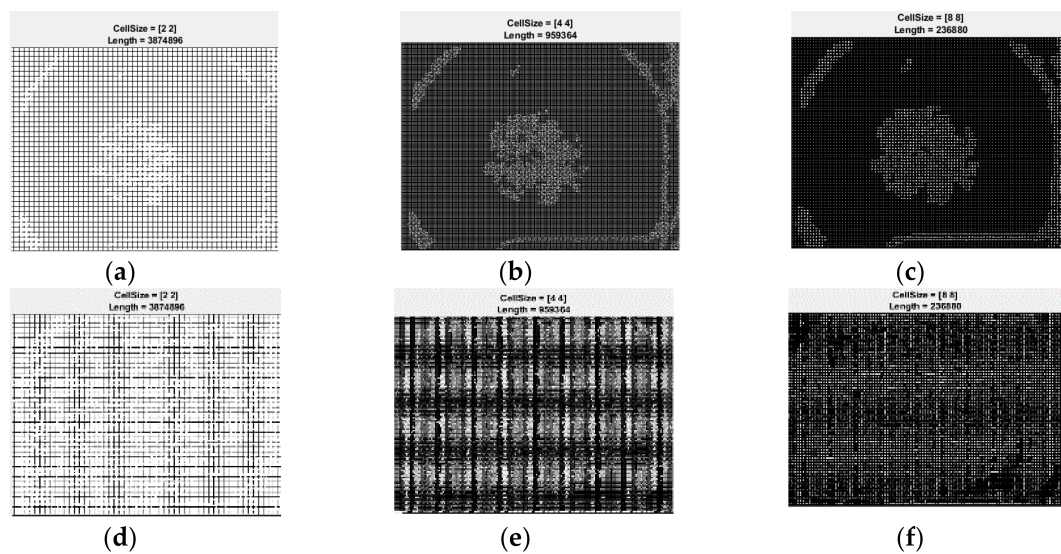 CellSize = [2 2]
Length = 3874896
CellSize = [4 4]
Length = 959364
CellSize = [8 8]
Length = 236880
(a)
(b)
(c)
CellSize = [2 2]
Length = 3874896
CellSize = [4 4]
Length = 959364
CellSize = [8 8]
Length = 236880
(d)
(e)
(f)